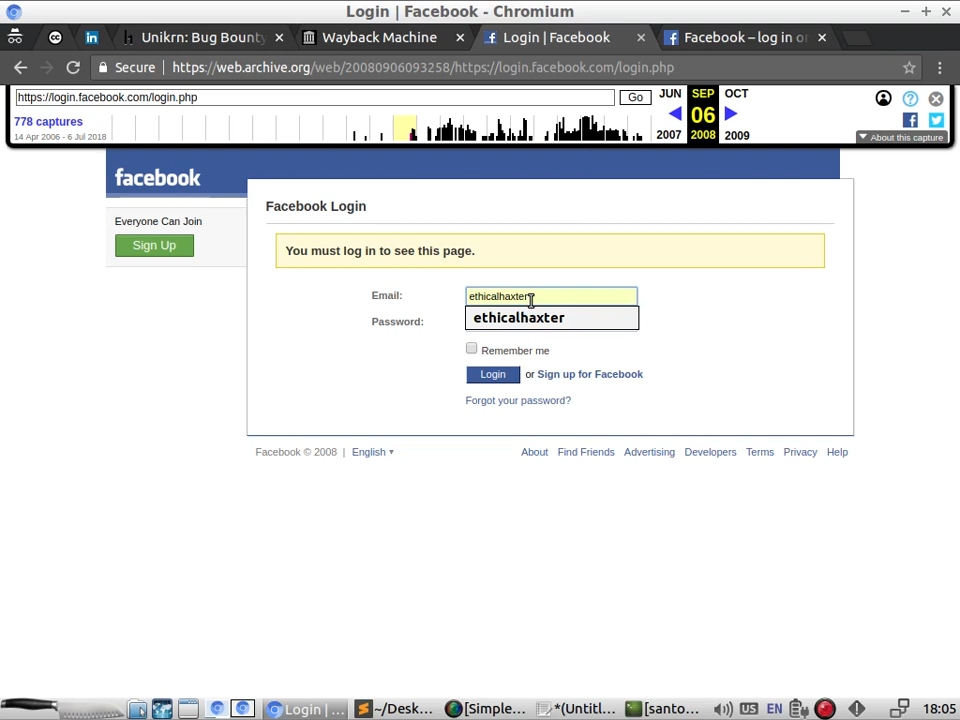 Login | Facebook - Chromium
Unikrn: Bug Bounty
Wayback Machine
Login | Facebook
Facebook – log in or
Secure
https://web.archive.org/web/20080906093258/https://login.facebook.com/login.php
https://login.facebook.com/login.php
Go
JUN SEP OCT
778 captures
06
14 Apr 2006 - 6 Jul 2018
2007 2008 2009
About this capture
facebook
Facebook Login
Everyone Can Join
Sign Up
You must log in to see this page.
Email:
ethicalhaxter
ethicalhaxter
Password:
Remember me
Login or Sign up for Facebook
Forgot your password?
Facebook © 2008 | English
About Find Friends Advertising Developers Terms Privacy Help
Login | ...
~/Desk...
[Simple...
*(Untitl...
[santo...
US EN
18:05